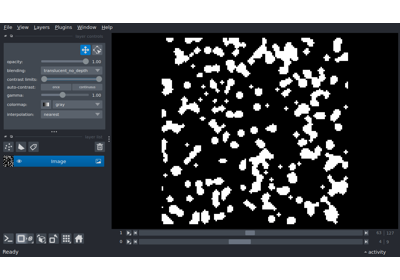 File View Layers Plugins Window Help
opacity: 1.00
blending: translucent_no_depth
contrast limits:
auto-contrast: once continuous
gamma: 1.00
colormap: gray
interpolation: nearest
Image
1
0
Ready activity